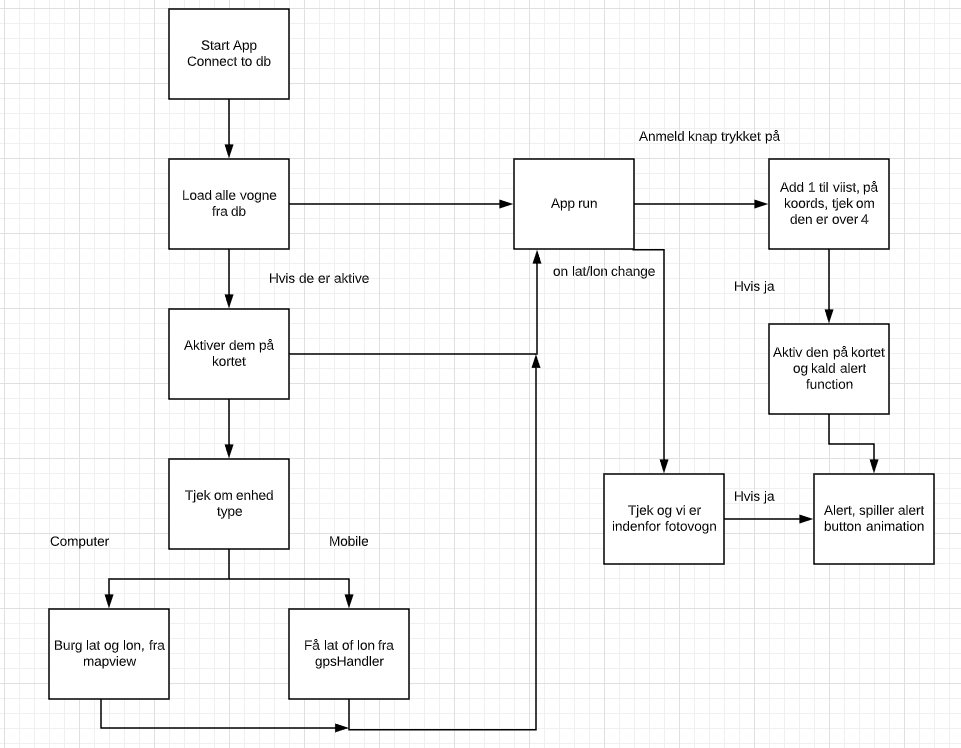 Start App
Connect to db
Anmeld knap trykket på
Load alle vogne
fra db
App run
Add 1 til viist, på
koords, tjek om
den er over 4
Hvis de er aktive
on lat/lon change
Hvis ja
Aktiver dem på
kortet
Aktiv den på kortet
og kald alert
function
Tjek om enhed
type
Hvis ja
Tjek og vi er
indenfor fotovogn
Alert, spiller alert
button animation
Computer
Mobile
Burg lat og lon, fra
mapview
Få lat of lon fra
gpsHandler